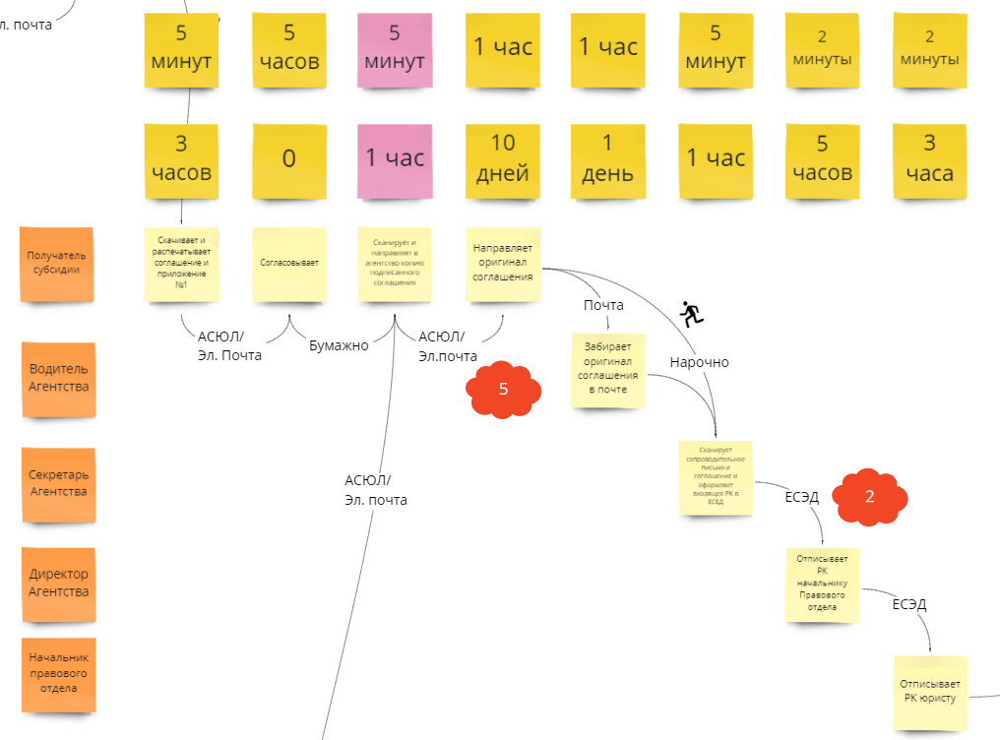 л. почта
5
минут
5
часов
5
минут
1 час
1 час
5
минут
2
минуты
2
минуты
3
часов
0
1 час
10
дней
1
день
1 час
5
часов
3
часа
Получатель
субсидии
Скачивает и
распечатывает
соглашение и
приложение
№1
Согласовывает
Сканирует и
направляет в
агентство копию
подписанного
соглашения
Направляет
оригинал
соглашения
АСЮЛ/
Эл. Почта
Бумажно
АСЮЛ/
Эл.почта
Почта
Нарочно
Водитель
Агентства
Забирает
оригинал
соглашения
в почте
5
Секретарь
Агентства
АСЮЛ/
Эл. почта
Сканирует
сопроводительное
письмо и
соглашение и
оформляет
входящее РК в
ЕСЕД
ЕСЭД
2
Директор
Агентства
Отписывает
РК
начальнику
Правового
отдела
ЕСЭД
Начальник
правового
отдела
Отписывает
РК юристу